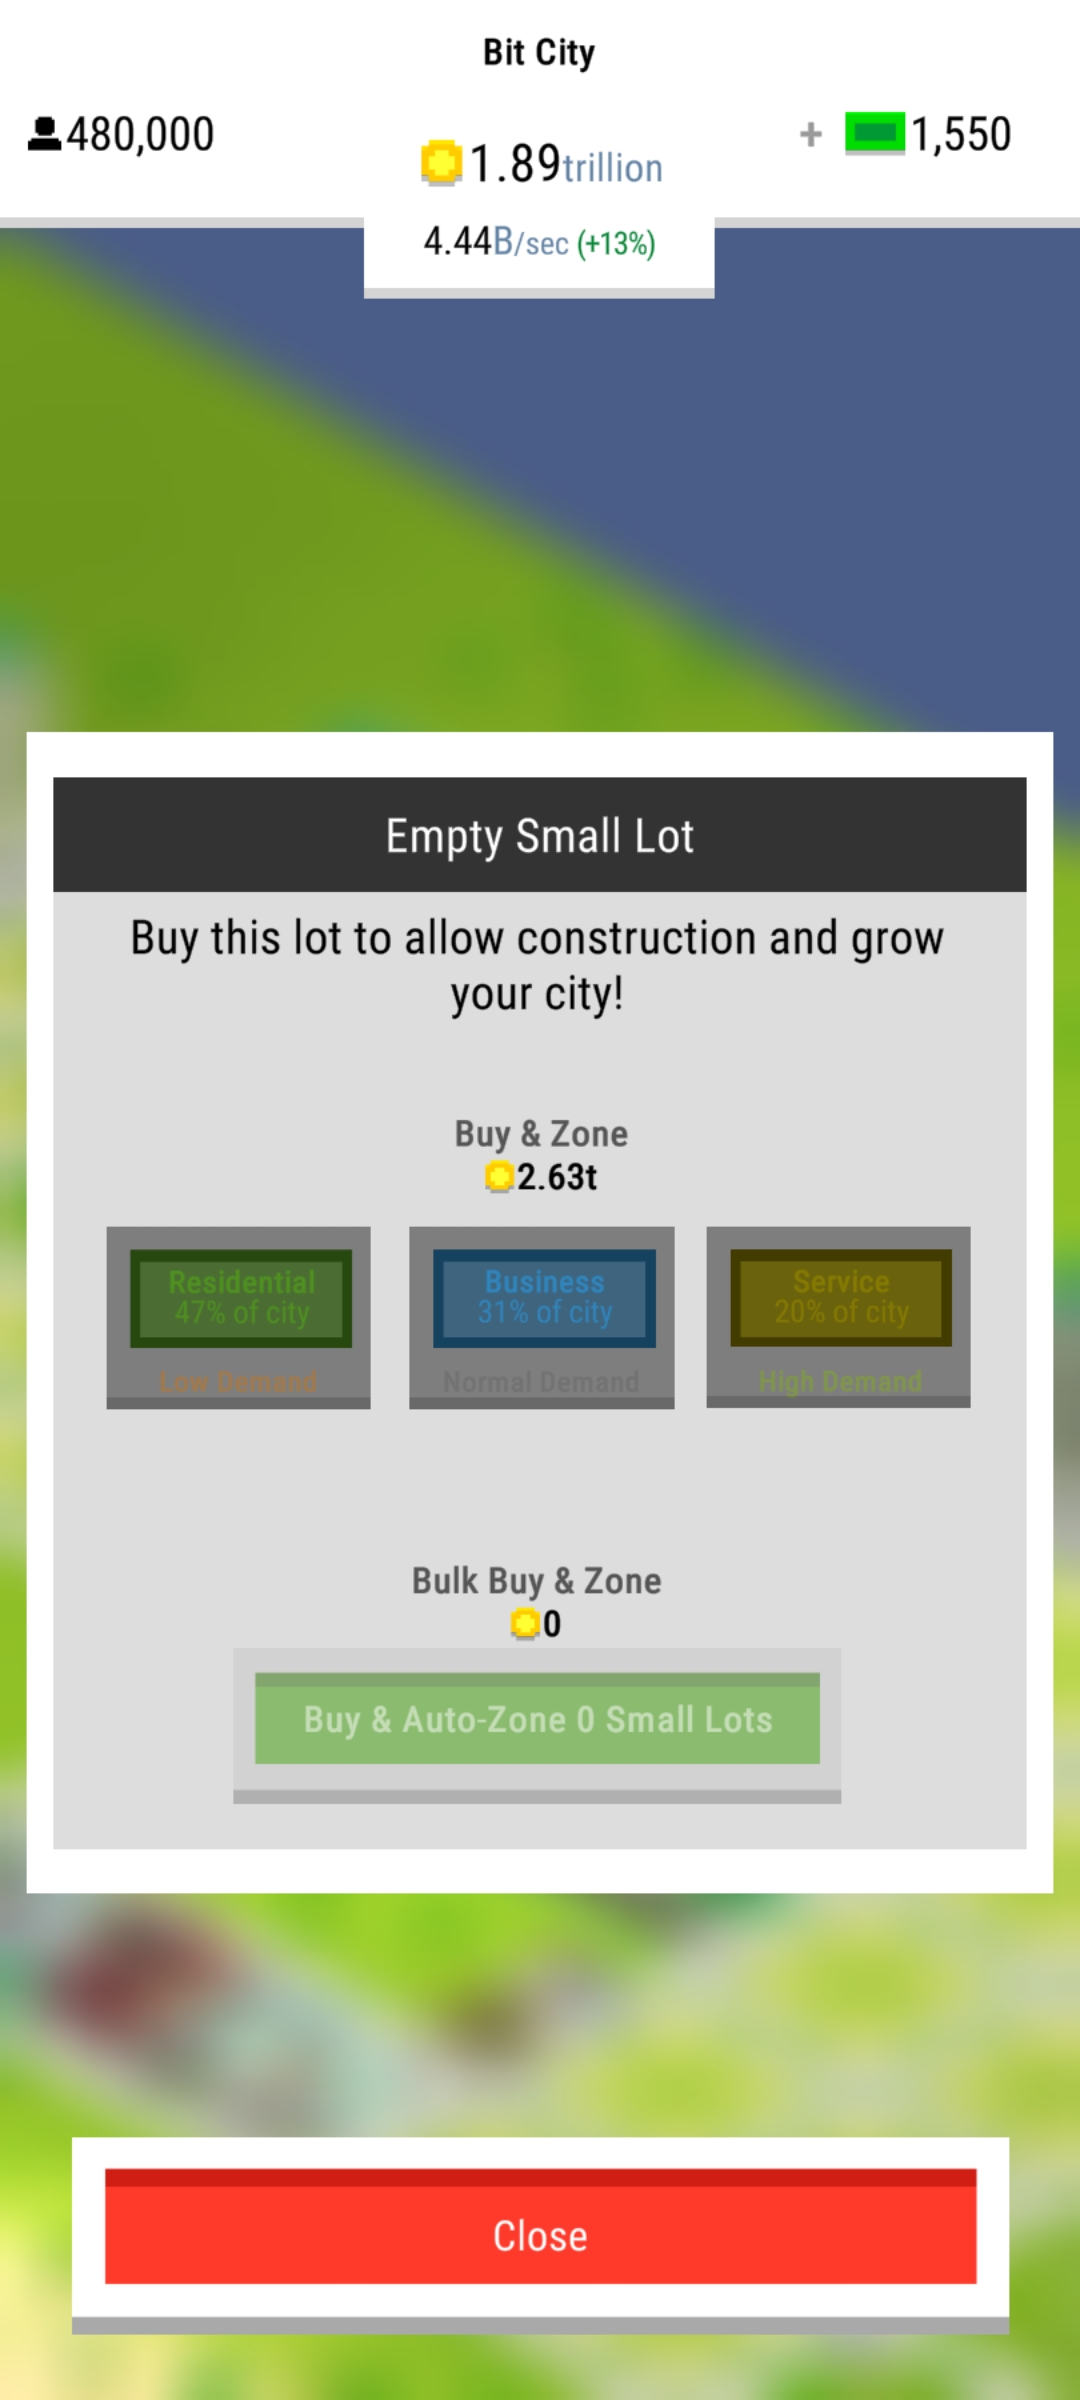 Bit City
480,000
1.89trillion
+ 1,550
4.44B/sec (+13%)
Empty Small Lot
Buy this lot to allow construction and grow
your city!
Buy & Zone
2.63t
Residential
47% of city
Low Demand
Business
31% of city
Normal Demand
Service
20% of city
High Demand
Bulk Buy & Zone
0
Buy & Auto-Zone 0 Small Lots
Close